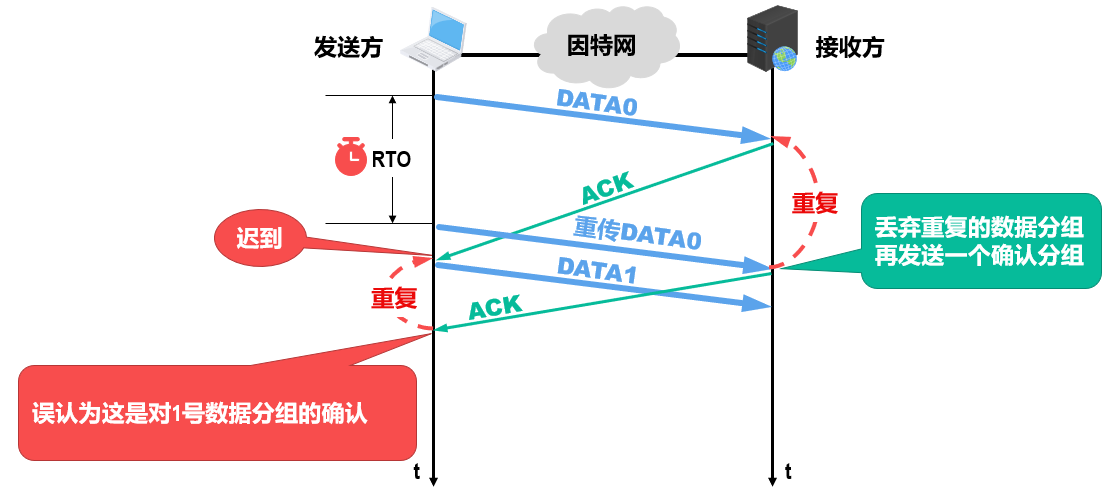 发送方
因特网
接收方
DATA0
RTO
ACK
重复
迟到
重传DATA0
丢弃重复的数据分组
再发送一个确认分组
DATA1
重复
ACK
误认为这是对1号数据分组的确认
t
t